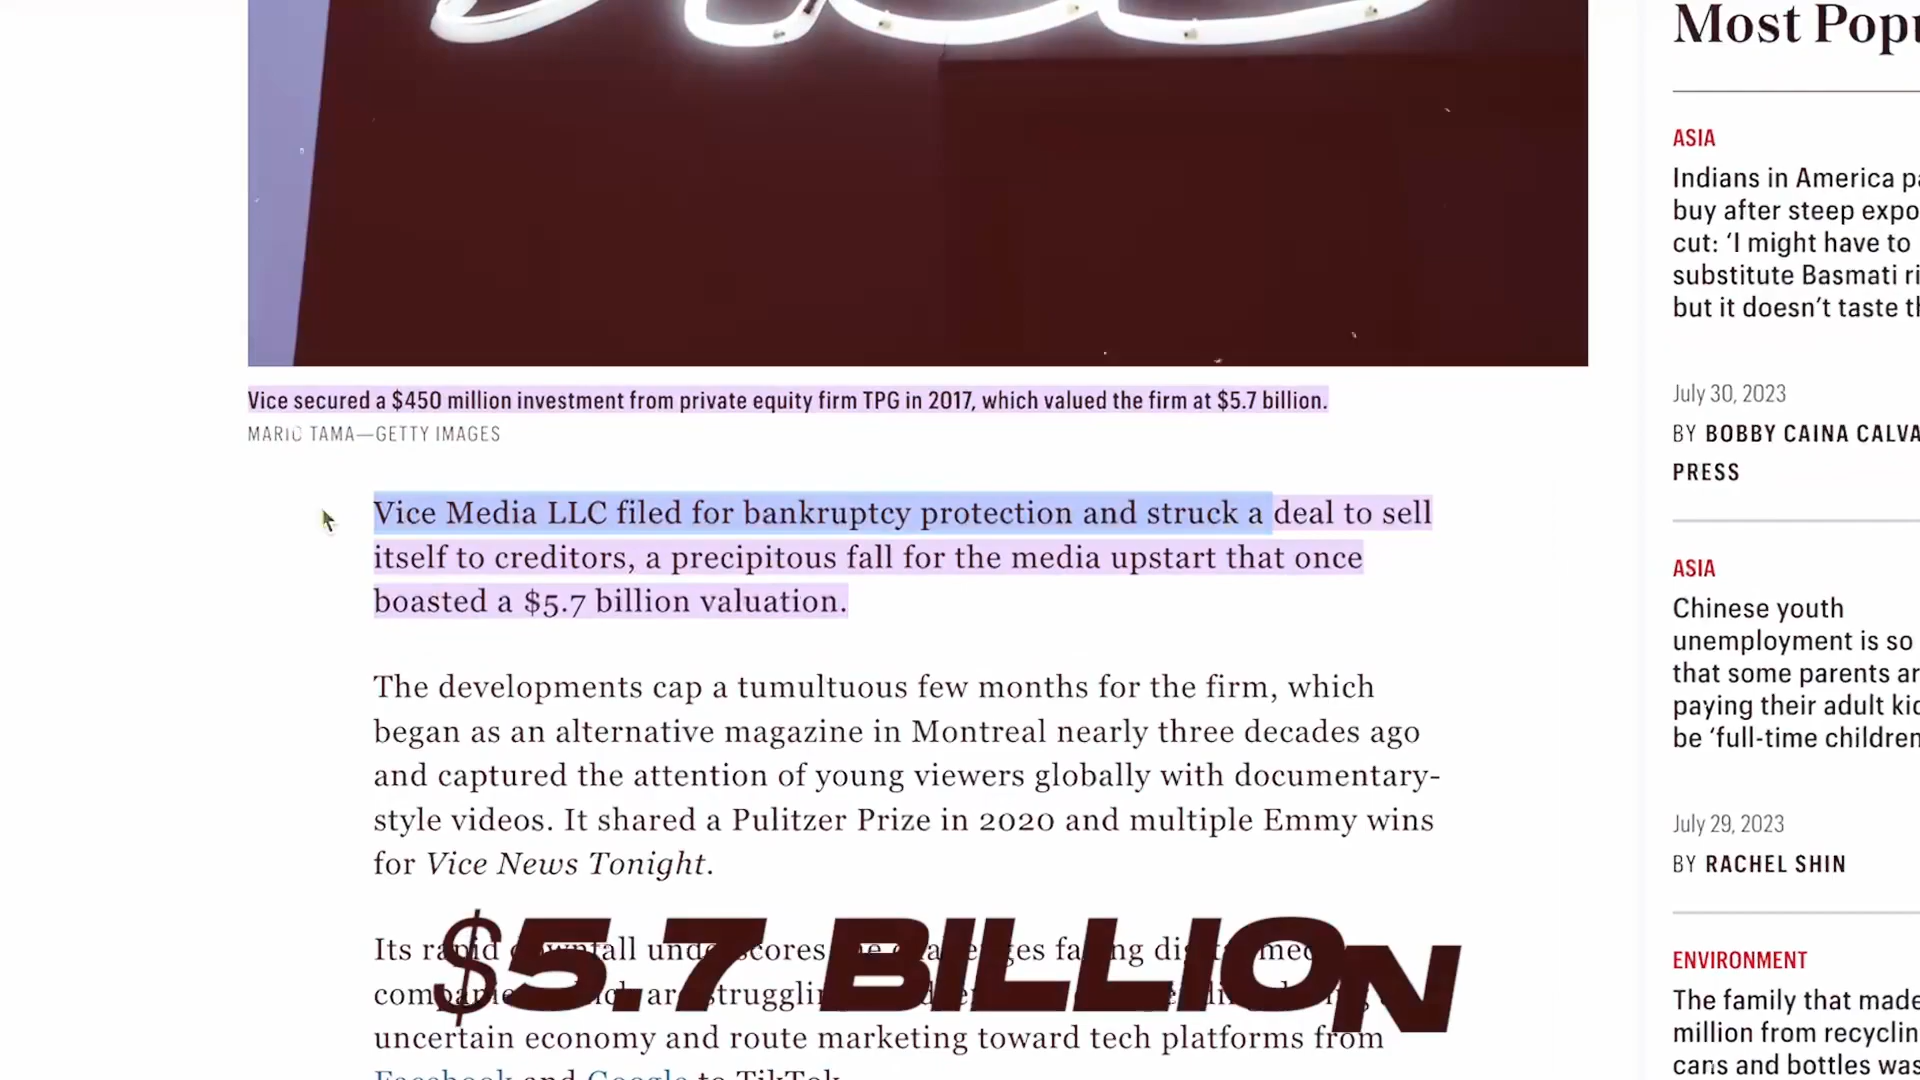 Vice secured a $450 million investment from private equity firm TPG in 2017, which valued the firm at $5.7 billion.
MARIO TAMA—GETTY IMAGES
Vice Media LLC filed for bankruptcy protection and struck a deal to sell
itself to creditors, a precipitous fall for the media upstart that once
boasted a $5.7 billion valuation.
The developments cap a tumultuous few months for the firm, which
began as an alternative magazine in Montreal nearly three decades ago
and captured the attention of young viewers globally with documentary-
style videos. It shared a Pulitzer Prize in 2020 and multiple Emmy wins
for Vice News Tonight.
Its
uncertain economy and route marketing toward tech platforms from
Facebook and Google to TikTok
$5.7 BILLION
Most Popu
ASIA
Indians in America pa
buy after steep expo
cut: ‘I might have to
substitute Basmati ri
but it doesn’t taste th
July 30, 2023
BY BOBBY CAINA CALVA
PRESS
ASIA
Chinese youth
unemployment is so
that some parents ar
paying their adult kid
be ‘full-time children
July 29, 2023
BY RACHEL SHIN
ENVIRONMENT
The family that made
million from recyclin
cans and bottles was